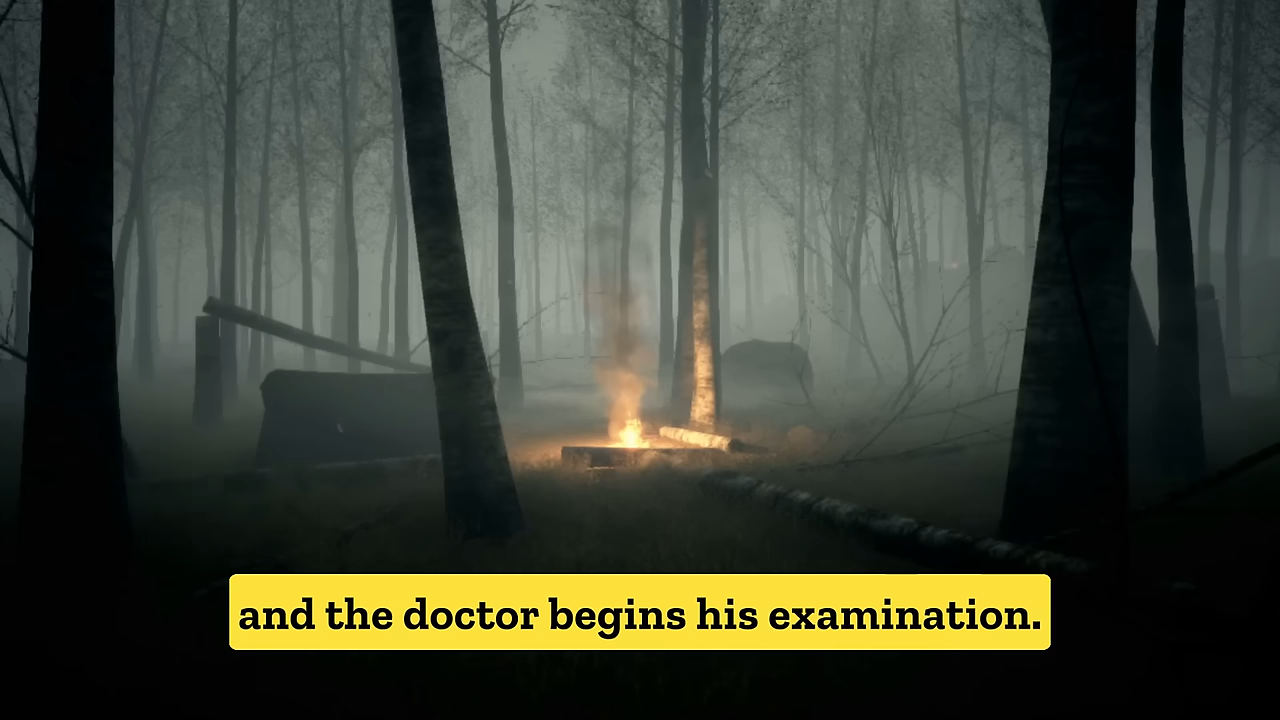 and the doctor begins his examination.